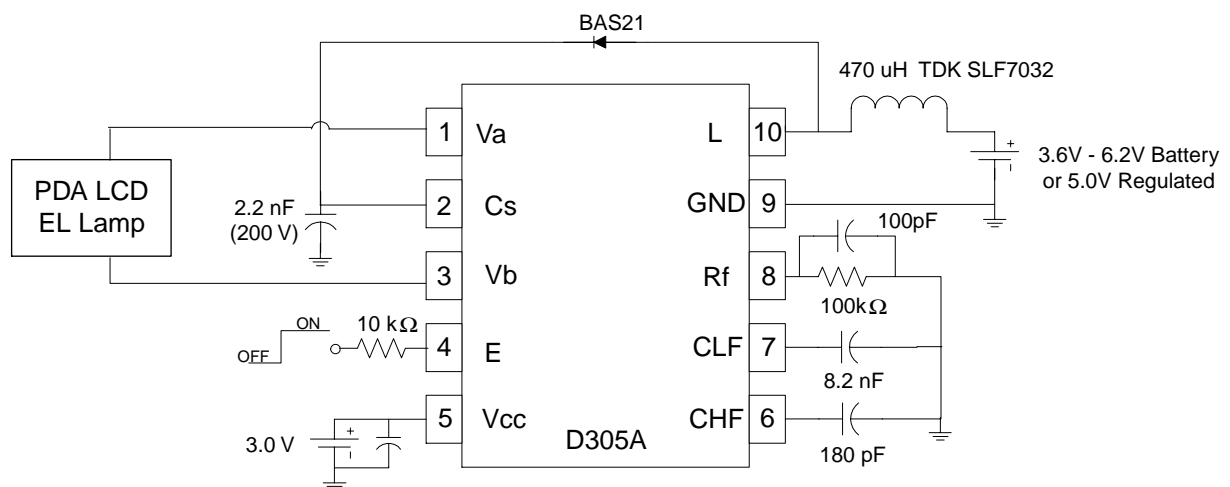 BAS21
470 uH TDK SLF7032
1
Va
L
10
3.6V - 6.2V Battery
or 5.0V Regulated
PDA LCD
EL Lamp
2.2 nF
(200 V)
2
Cs
GND
9
100pF
3
Vb
Rf
8
100kΩ
ON
OFF
10 kΩ
4
E
CLF
7
8.2 nF
3.0 V
+
-
5
Vcc
CHF
6
180 pF
D305A
+
-